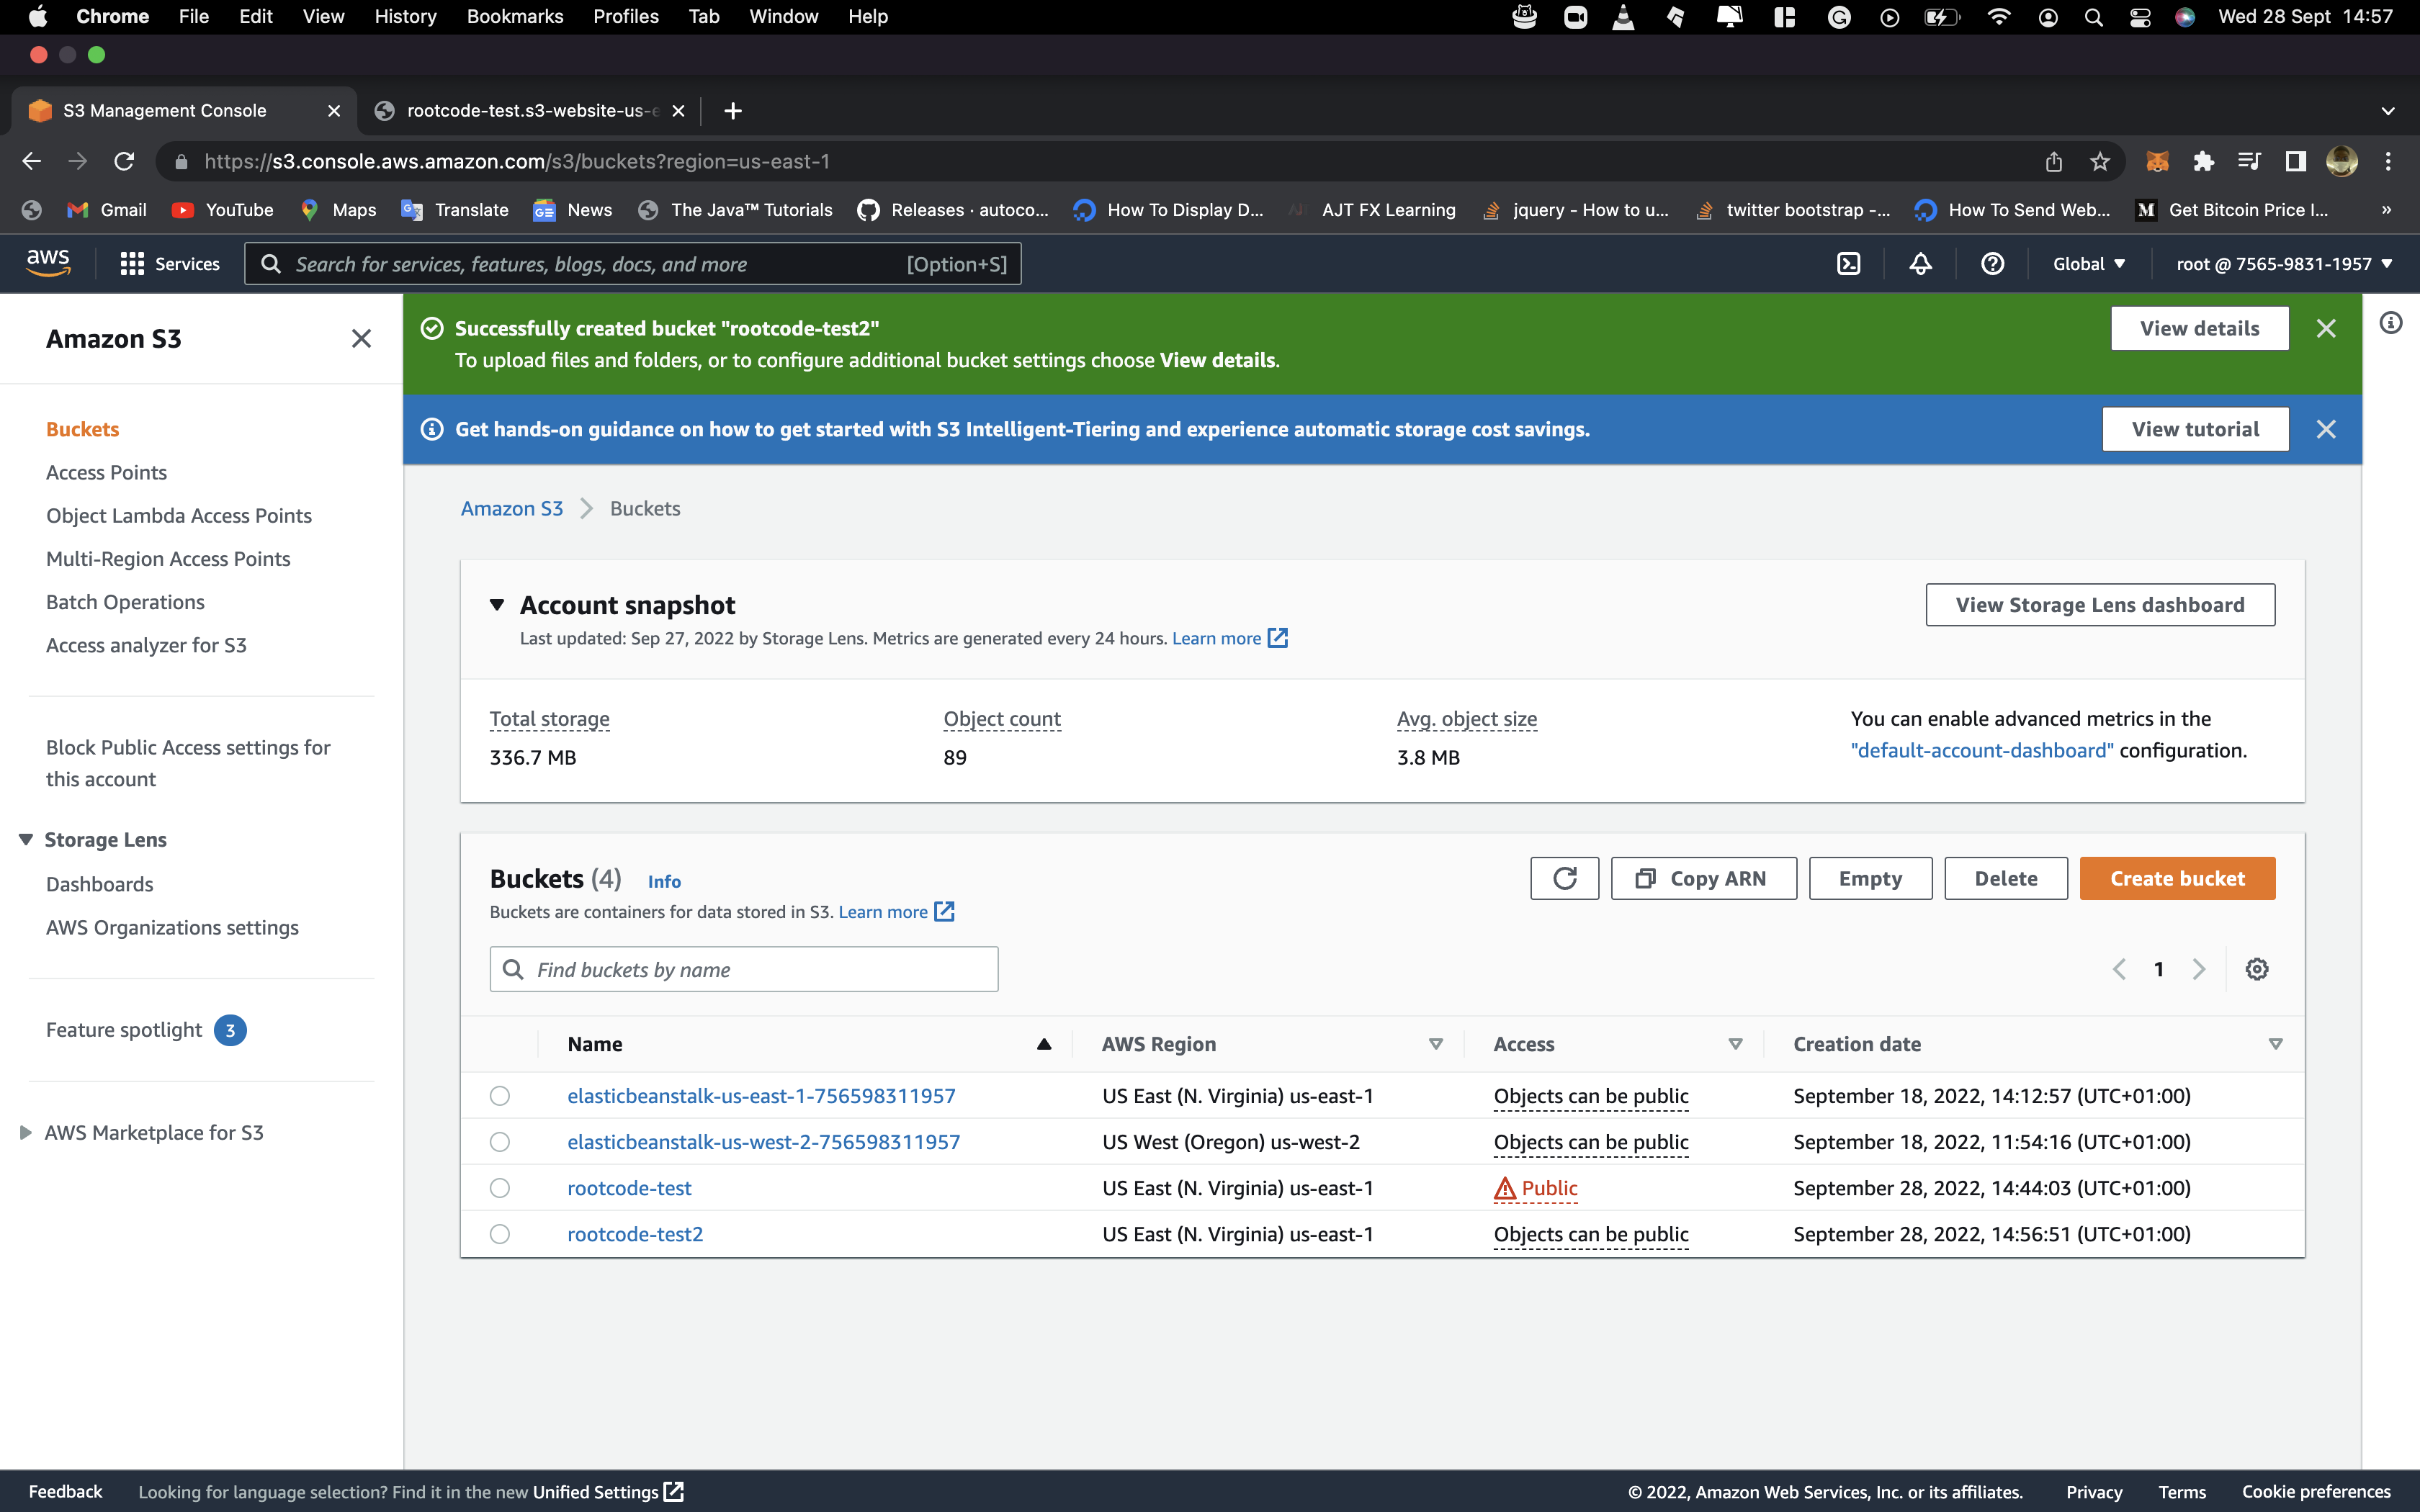 Chrome File Edit View History Bookmarks Profiles Tab Window Help Wed 28 Sept 14:57
S3 Management Console rootcode-test.s3-website-us-e
https://s3.console.aws.amazon.com/s3/buckets?region=us-east-1
Gmail YouTube Maps Translate News The Java™ Tutorials Releases · autoco... How To Display D... AJT FX Learning jquery - How to u... twitter bootstrap -... How To Send Web... Get Bitcoin Price I... »
aws Services Search for services, features, blogs, docs, and more [Option+S] Global root @ 7565-9831-1957
Amazon S3
Buckets
Access Points
Object Lambda Access Points
Multi-Region Access Points
Batch Operations
Access analyzer for S3
Block Public Access settings for
this account
Storage Lens
Dashboards
AWS Organizations settings
Feature spotlight 3
AWS Marketplace for S3
Successfully created bucket "rootcode-test2" View details
To upload files and folders, or to configure additional bucket settings choose View details.
Get hands-on guidance on how to get started with S3 Intelligent-Tiering and experience automatic storage cost savings. View tutorial
Amazon S3 Buckets
Account snapshot View Storage Lens dashboard
Last updated: Sep 27, 2022 by Storage Lens. Metrics are generated every 24 hours. Learn more
Total storage Object count Avg. object size You can enable advanced metrics in the
336.7 MB 89 3.8 MB "default-account-dashboard" configuration.
Buckets (4) Info Copy ARN Empty Delete Create bucket
Buckets are containers for data stored in S3. Learn more
Find buckets by name 1
Name AWS Region Access Creation date
elasticbeanstalk-us-east-1-756598311957 US East (N. Virginia) us-east-1 Objects can be public September 18, 2022, 14:12:57 (UTC+01:00)
elasticbeanstalk-us-west-2-756598311957 US West (Oregon) us-west-2 Objects can be public September 18, 2022, 11:54:16 (UTC+01:00)
rootcode-test US East (N. Virginia) us-east-1 Public September 28, 2022, 14:44:03 (UTC+01:00)
rootcode-test2 US East (N. Virginia) us-east-1 Objects can be public September 28, 2022, 14:56:51 (UTC+01:00)
Feedback Looking for language selection? Find it in the new Unified Settings © 2022, Amazon Web Services, Inc. or its affiliates. Privacy Terms Cookie preferences